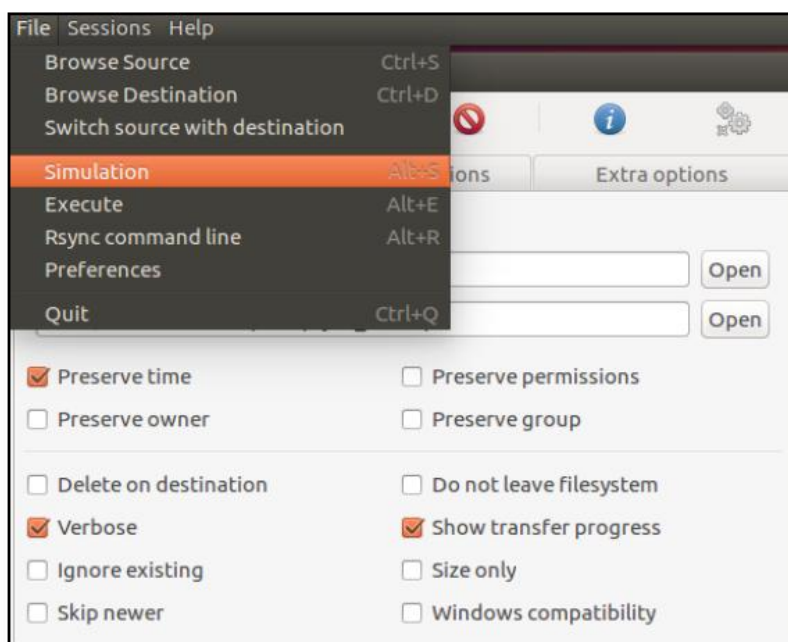 File Sessions Help
Browse Source Ctrl+S
Browse Destination Ctrl+D
Switch source with destination
Simulation Alt+S
Execute Alt+E
Rsync command line Alt+R
Preferences
Quit Ctrl+Q
Extra options
Open
Open
Preserve time Preserve permissions
Preserve owner Preserve group
Delete on destination Do not leave filesystem
Verbose Show transfer progress
Ignore existing Size only
Skip newer Windows compatibility